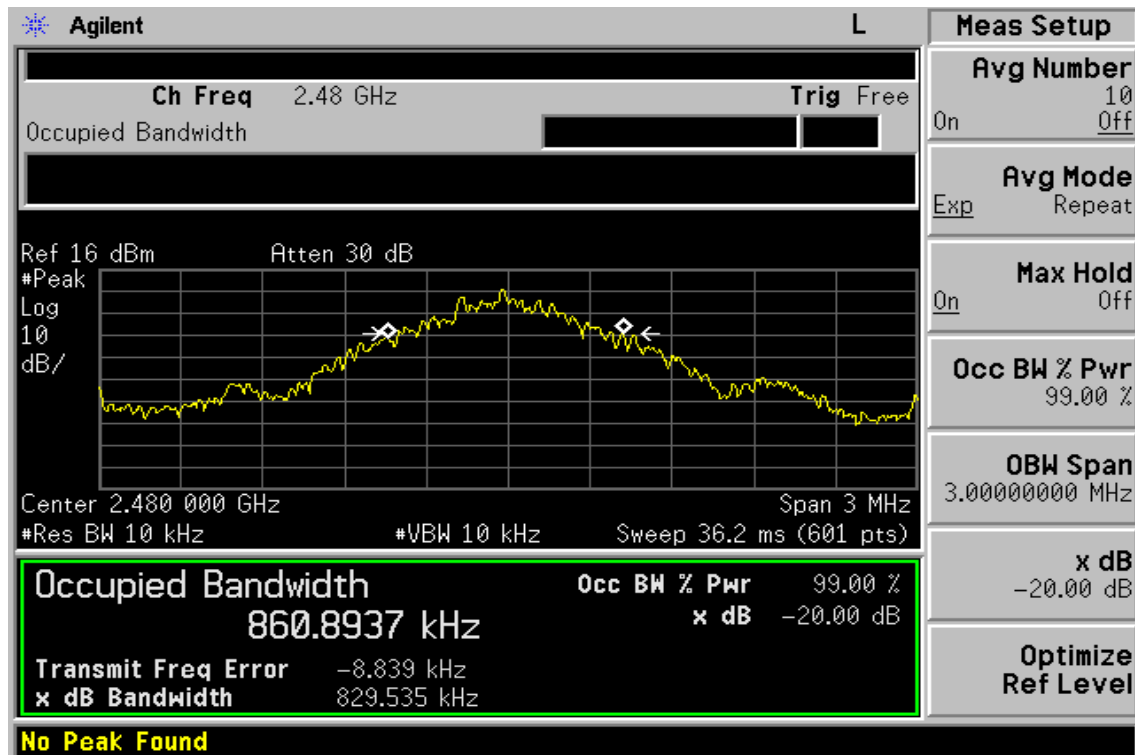 Agilent L
Ch Freq 2.48 GHz Trig Free
Occupied Bandwidth
Ref 16 dBm Atten 30 dB
#Peak
Log
10
dB/
Center 2.480 000 GHz Span 3 MHz
#Res BW 10 kHz #VBW 10 kHz Sweep 36.2 ms (601 pts)
Occupied Bandwidth Occ BW % Pwr 99.00 %
860.8937 kHz x dB -20.00 dB
Transmit Freq Error -8.839 kHz
x dB Bandwidth 829.535 kHz
No Peak Found
Meas Setup
Avg Number
10
On Off
Avg Mode
Exp Repeat
Max Hold
On Off
Occ BW % Pwr
99.00 %
OBW Span
3.00000000 MHz
x dB
-20.00 dB
Optimize
Ref Level